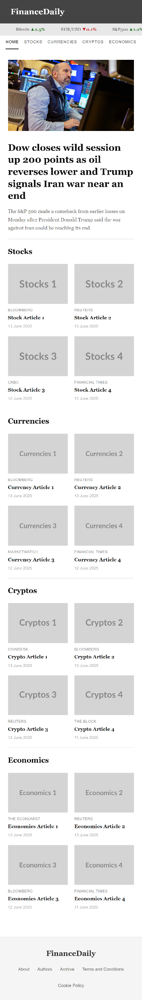 FinanceDaily
Bitcoin ▲2.5% EUR/USD ▼0.1% S&P500 ▲1.2%
HOME STOCKS CURRENCIES CRYPTOS ECONOMICS
Dow closes wild session
up 200 points as oil
reverses lower and Trump
signals Iran war near an
end
The S&P 500 made a comeback from earlier losses on
Monday after President Donald Trump said the war
against Iran could be reaching its end.
Stocks
Stocks 1 Stocks 2
BLOOMBERG REUTERS
Stock Article 1 Stock Article 2
13 June 2025 13 June 2025
Stocks 3 Stocks 4
CNBC FINANCIAL TIMES
Stock Article 3 Stock Article 4
12 June 2025 12 June 2025
Currencies
Currencies 1 Currencies 2
BLOOMBERG REUTERS
Currency Article 1 Currency Article 2
13 June 2025 13 June 2025
Currencies 3 Currencies 4
MARKETWATCH FINANCIAL TIMES
Currency Article 3 Currency Article 4
12 June 2025 12 June 2025
Cryptos
Cryptos 1 Cryptos 2
COINDESK BLOOMBERG
Crypto Article 1 Crypto Article 2
13 June 2025 13 June 2025
Cryptos 3 Cryptos 4
REUTERS THE BLOCK
Crypto Article 3 Crypto Article 4
12 June 2025 11 June 2025
Economics
Economics 1 Economics 2
THE ECONOMIST REUTERS
Economics Article 1 Economics Article 2
13 June 2025 13 June 2025
Economics 3 Economics 4
BLOOMBERG FINANCIAL TIMES
Economics Article 3 Economics Article 4
12 June 2025 11 June 2025
FinanceDaily
About Authors Archive Terms and Conditions
Cookie Policy